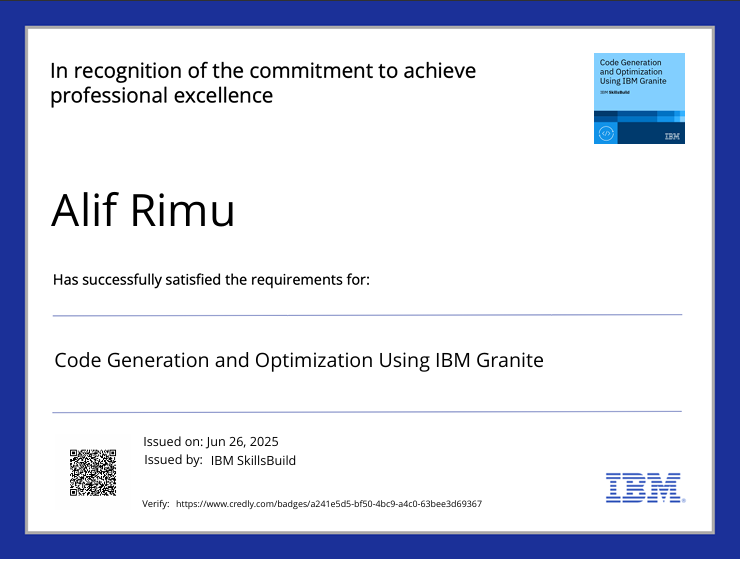 In recognition of the commitment to achieve
professional excellence
Code Generation
and Optimization
Using IBM Granite
IBM SkillsBuild
IBM
Alif Rimu
Has successfully satisfied the requirements for:
Code Generation and Optimization Using IBM Granite
Issued on: Jun 26, 2025
Issued by: IBM SkillsBuild
Verify: https://www.credly.com/badges/a241e5d5-bf50-4bc9-a4c0-63bee3d69367
IBM®